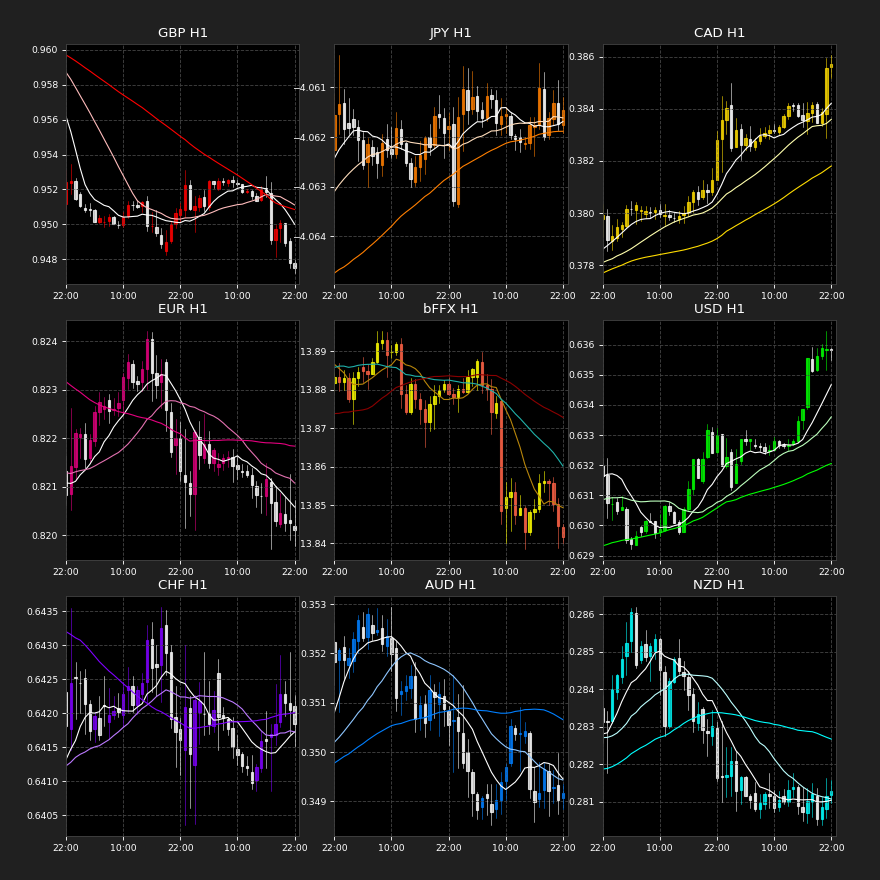 GBP H1
0.960
0.958
0.956
0.954
0.952
0.950
0.948
22:00 10:00 22:00 10:00 22:00
JPY H1
−4.061
−4.062
−4.063
−4.064
22:00 10:00 22:00 10:00 22:00
CAD H1
0.386
0.384
0.382
0.380
0.378
22:00 10:00 22:00 10:00 22:00
EUR H1
0.824
0.823
0.822
0.821
0.820
22:00 10:00 22:00 10:00 22:00
bFFX H1
13.89
13.88
13.87
13.86
13.85
13.84
22:00 10:00 22:00 10:00 22:00
USD H1
0.636
0.635
0.634
0.633
0.632
0.631
0.630
0.629
22:00 10:00 22:00 10:00 22:00
CHF H1
0.6435
0.6430
0.6425
0.6420
0.6415
0.6410
0.6405
22:00 10:00 22:00 10:00 22:00
AUD H1
0.353
0.352
0.351
0.350
0.349
22:00 10:00 22:00 10:00 22:00
NZD H1
0.286
0.285
0.284
0.283
0.282
0.281
22:00 10:00 22:00 10:00 22:00